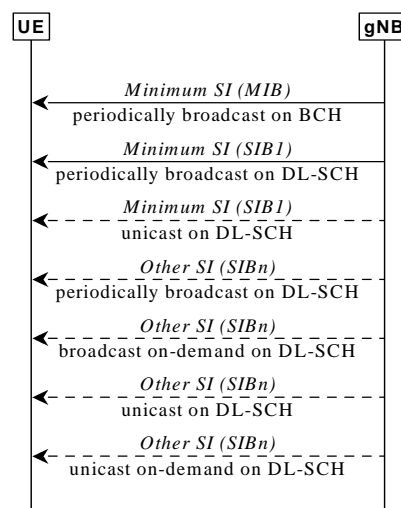 UE
gNB
Minimum SI (MIB)
periodically broadcast on BCH
Minimum SI (SIB1)
periodically broadcast on DL-SCH
Minimum SI (SIB1)
unicast on DL-SCH
Other SI (SIBn)
periodically broadcast on DL-SCH
Other SI (SIBn)
broadcast on-demand on DL-SCH
Other SI (SIBn)
unicast on DL-SCH
Other SI (SIBn)
unicast on-demand on DL-SCH